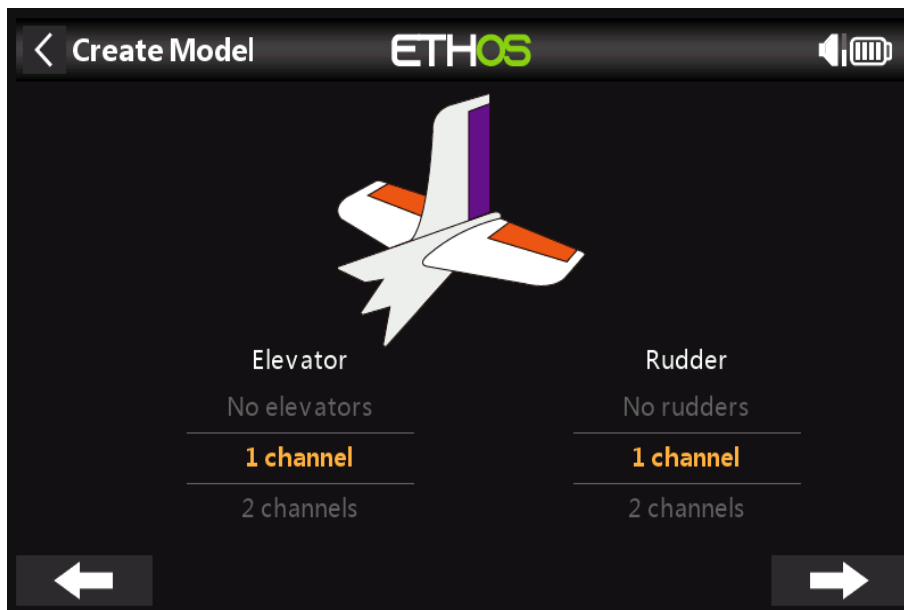 Create Model ETHOS
Elevator Rudder
No elevators No rudders
1 channel 1 channel
2 channels 2 channels